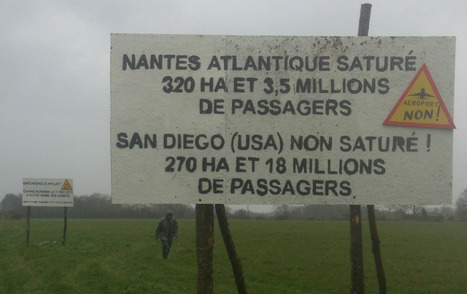 NANTES ATLANTIQUE SATURÉ
320 HA ET 3,5 MILLIONS
DE PASSAGERS
SAN DIEGO (USA) NON SATURÉ !
270 HA ET 18 MILLIONS
DE PASSAGERS
AÉROPORT
NON !